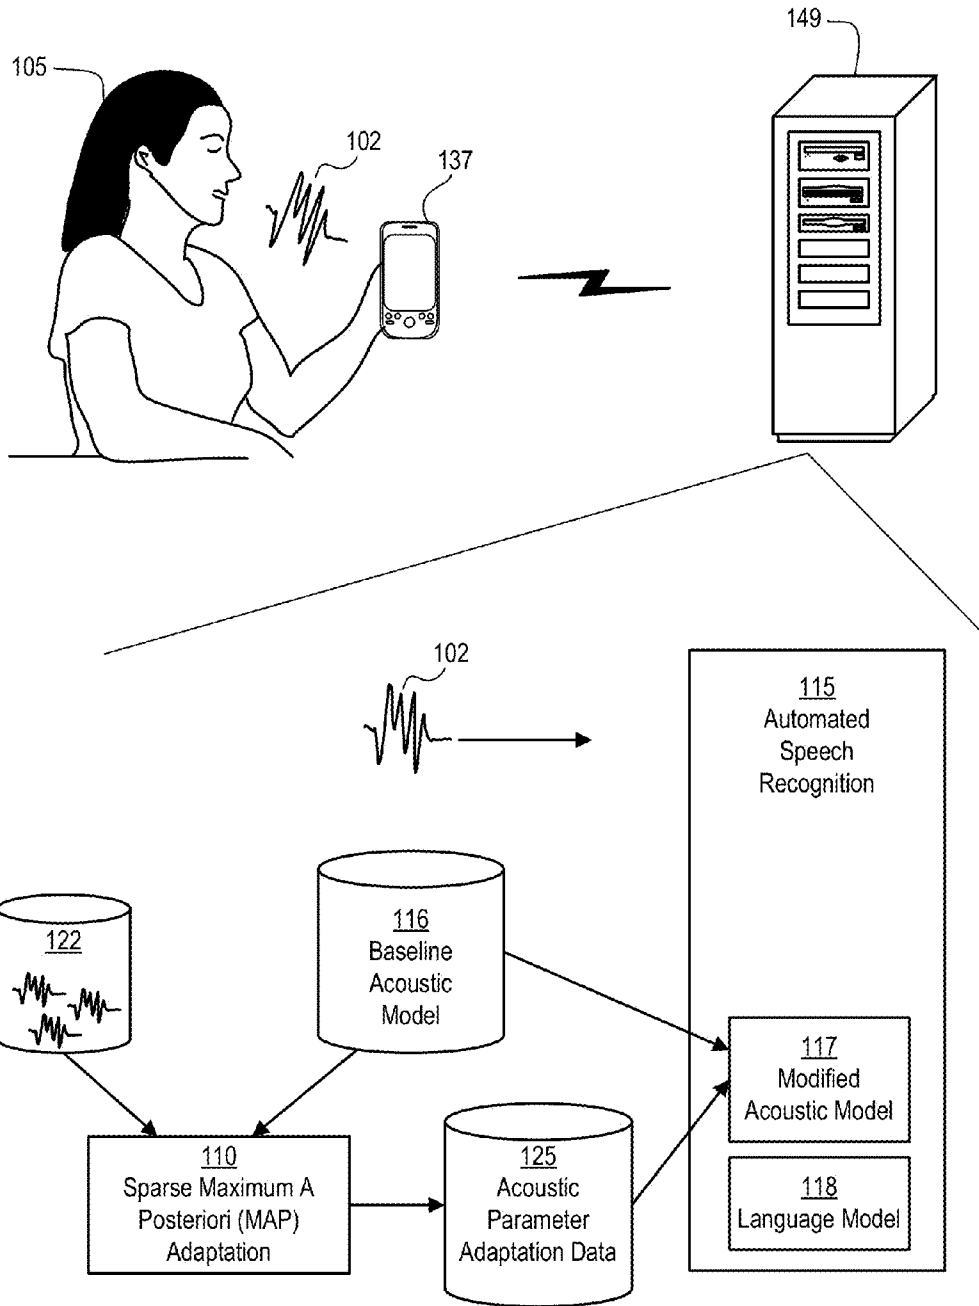 149
105
102
137
102
115
Automated
Speech
Recognition
116
Baseline
Acoustic
Model
122
117
Modified
Acoustic Model
110
Sparse Maximum A
Posteriori (MAP)
Adaptation
125
Acoustic
Parameter
Adaptation Data
118
Language Model